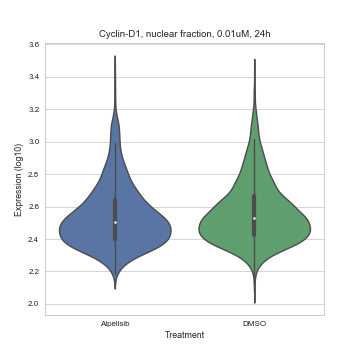 Cyclin-D1, nuclear fraction, 0.01uM, 24h
3.6
3.4
3.2
3.0
2.8
2.6
2.4
2.2
2.0
Expression (log10)
Alpelisib DMSO
Treatment